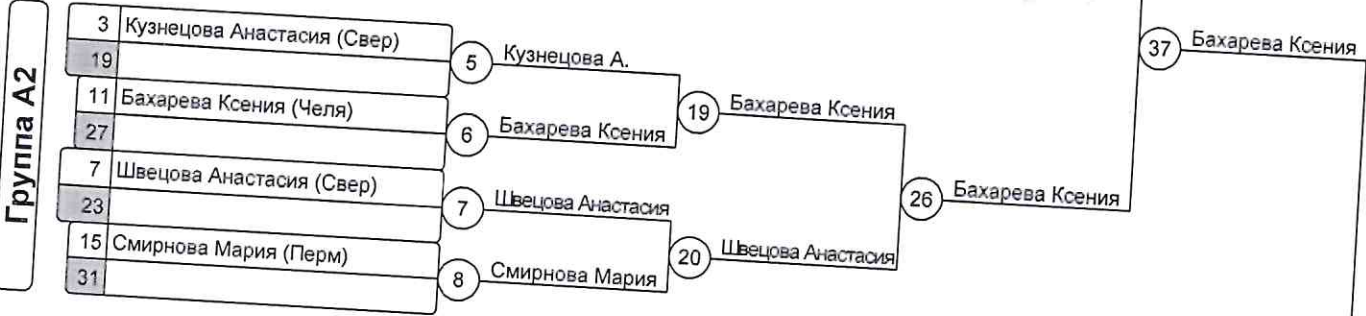 Группа А2
3 Кузнецова Анастасия (Свер)
19
5 Кузнецова А.
11 Бахарева Ксения (Челя)
27
6 Бахарева Ксения
19 Бахарева Ксения
7 Швецова Анастасия (Свер)
23
7 Швецова Анастасия
15 Смирнова Мария (Перм)
31
8 Смирнова Мария
20 Швецова Анастасия
26 Бахарева Ксения
37 Бахарева Ксения